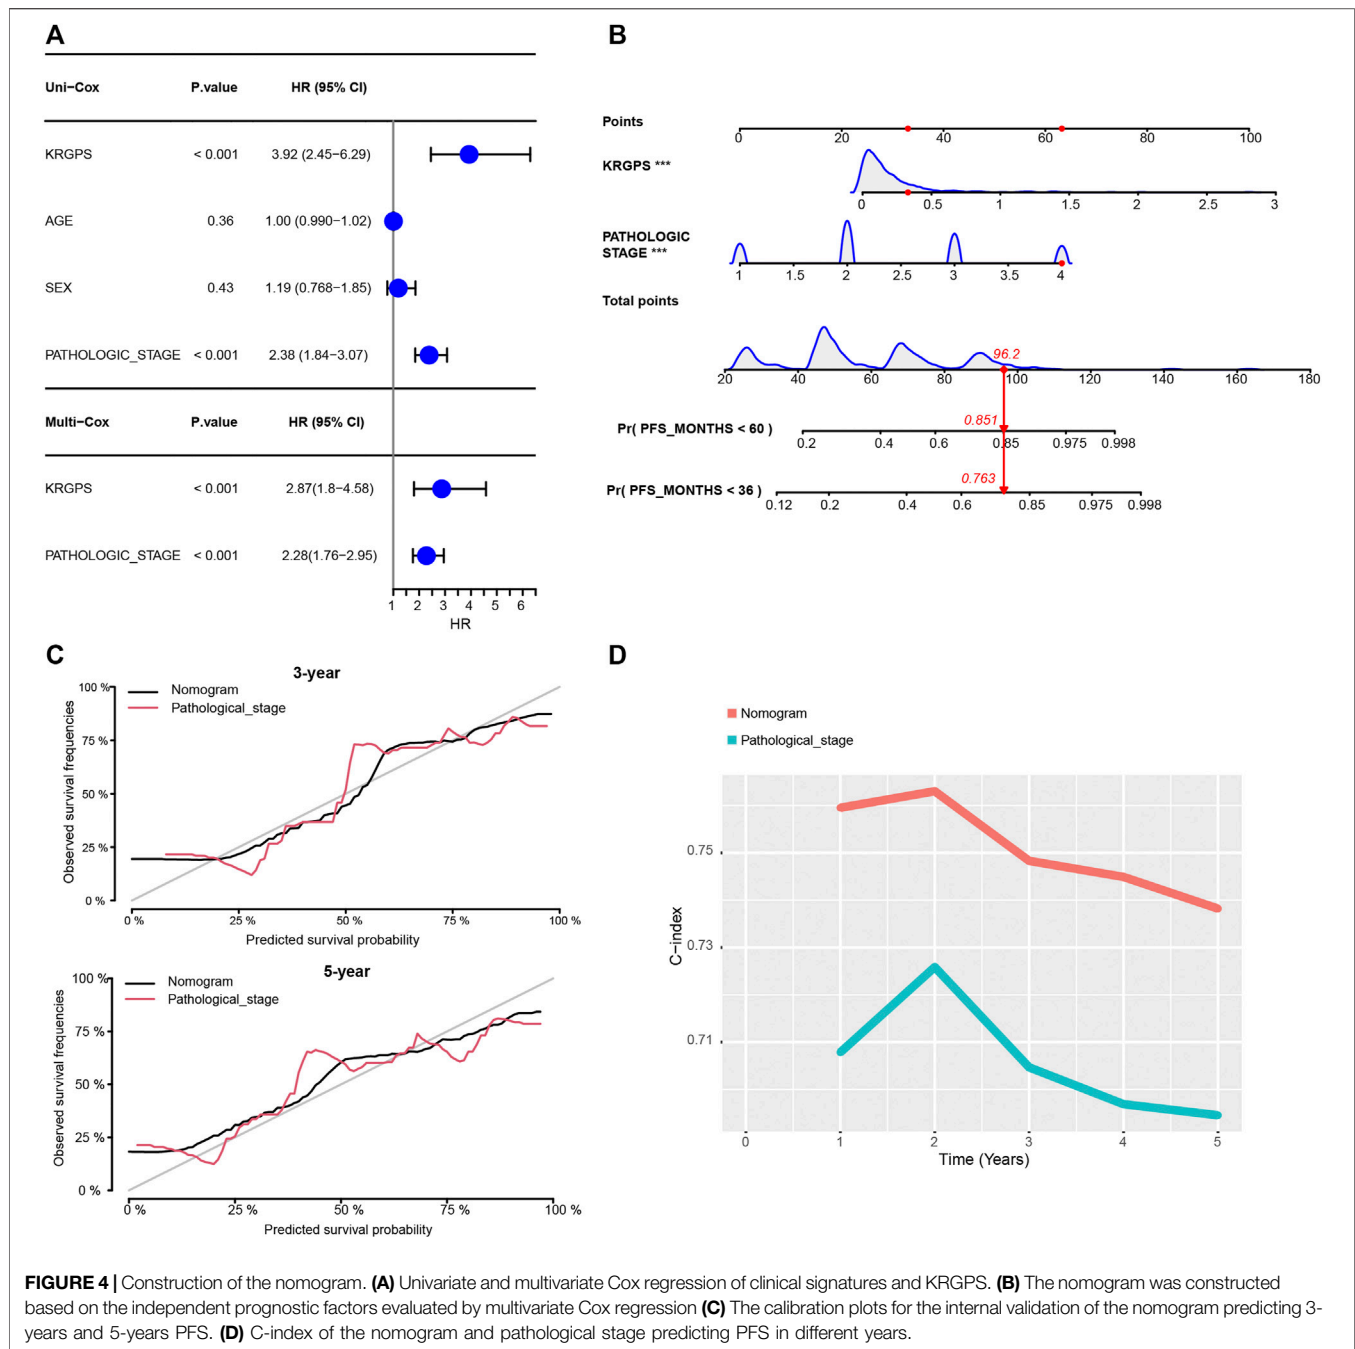 A
Uni−Cox P.value HR (95% CI)
KRGPS < 0.001 3.92 (2.45−6.29)
AGE 0.36 1.00 (0.990−1.02)
SEX 0.43 1.19 (0.768−1.85)
PATHOLOGIC_STAGE < 0.001 2.38 (1.84−3.07)
Multi−Cox P.value HR (95% CI)
KRGPS < 0.001 2.87(1.8−4.58)
PATHOLOGIC_STAGE < 0.001 2.28(1.76−2.95)
1 2 3 4 5 6
HR
B
Points
0 20 40 60 80 100
KRGPS ***
0 0.5 1 1.5 2 2.5 3
PATHOLOGIC
STAGE ***
1 1.5 2 2.5 3 3.5 4
Total points
96.2
20 40 60 80 100 120 140 160 180
0.851
Pr( PFS_MONTHS < 60 )
0.2 0.4 0.6 0.85 0.975 0.998
0.763
Pr( PFS_MONTHS < 36 )
0.12 0.2 0.4 0.6 0.85 0.975 0.998
C
3-year
Nomogram
Pathological_stage
Observed survival frequencies
100 %
75 %
50 %
25 %
0 %
0 % 25 % 50 % 75 % 100 %
Predicted survival probability
5-year
Nomogram
Pathological_stage
Observed survival frequencies
100 %
75 %
50 %
25 %
0 %
0 % 25 % 50 % 75 % 100 %
Predicted survival probability
D
Nomogram
Pathological_stage
C−index
0.75
0.73
0.71
0 1 2 3 4 5
Time (Years)
FIGURE 4 | Construction of the nomogram. (A) Univariate and multivariate Cox regression of clinical signatures and KRGPS. (B) The nomogram was constructed
based on the independent prognostic factors evaluated by multivariate Cox regression (C) The calibration plots for the internal validation of the nomogram predicting 3-
years and 5-years PFS. (D) C-index of the nomogram and pathological stage predicting PFS in different years.